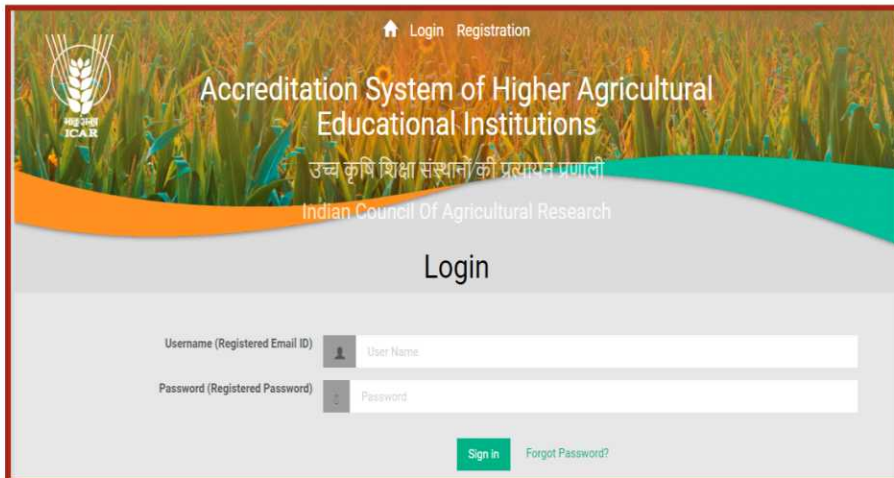 Login Registration
Accreditation System of Higher Agricultural
Educational Institutions
उच्च कृषि शिक्षा संस्थानों की प्रत्यायन प्रणाली
Indian Council Of Agricultural Research
भाकृअनुप
ICAR
Login
Username (Registered Email ID)
User Name
Password (Registered Password)
Password
Sign in Forgot Password?